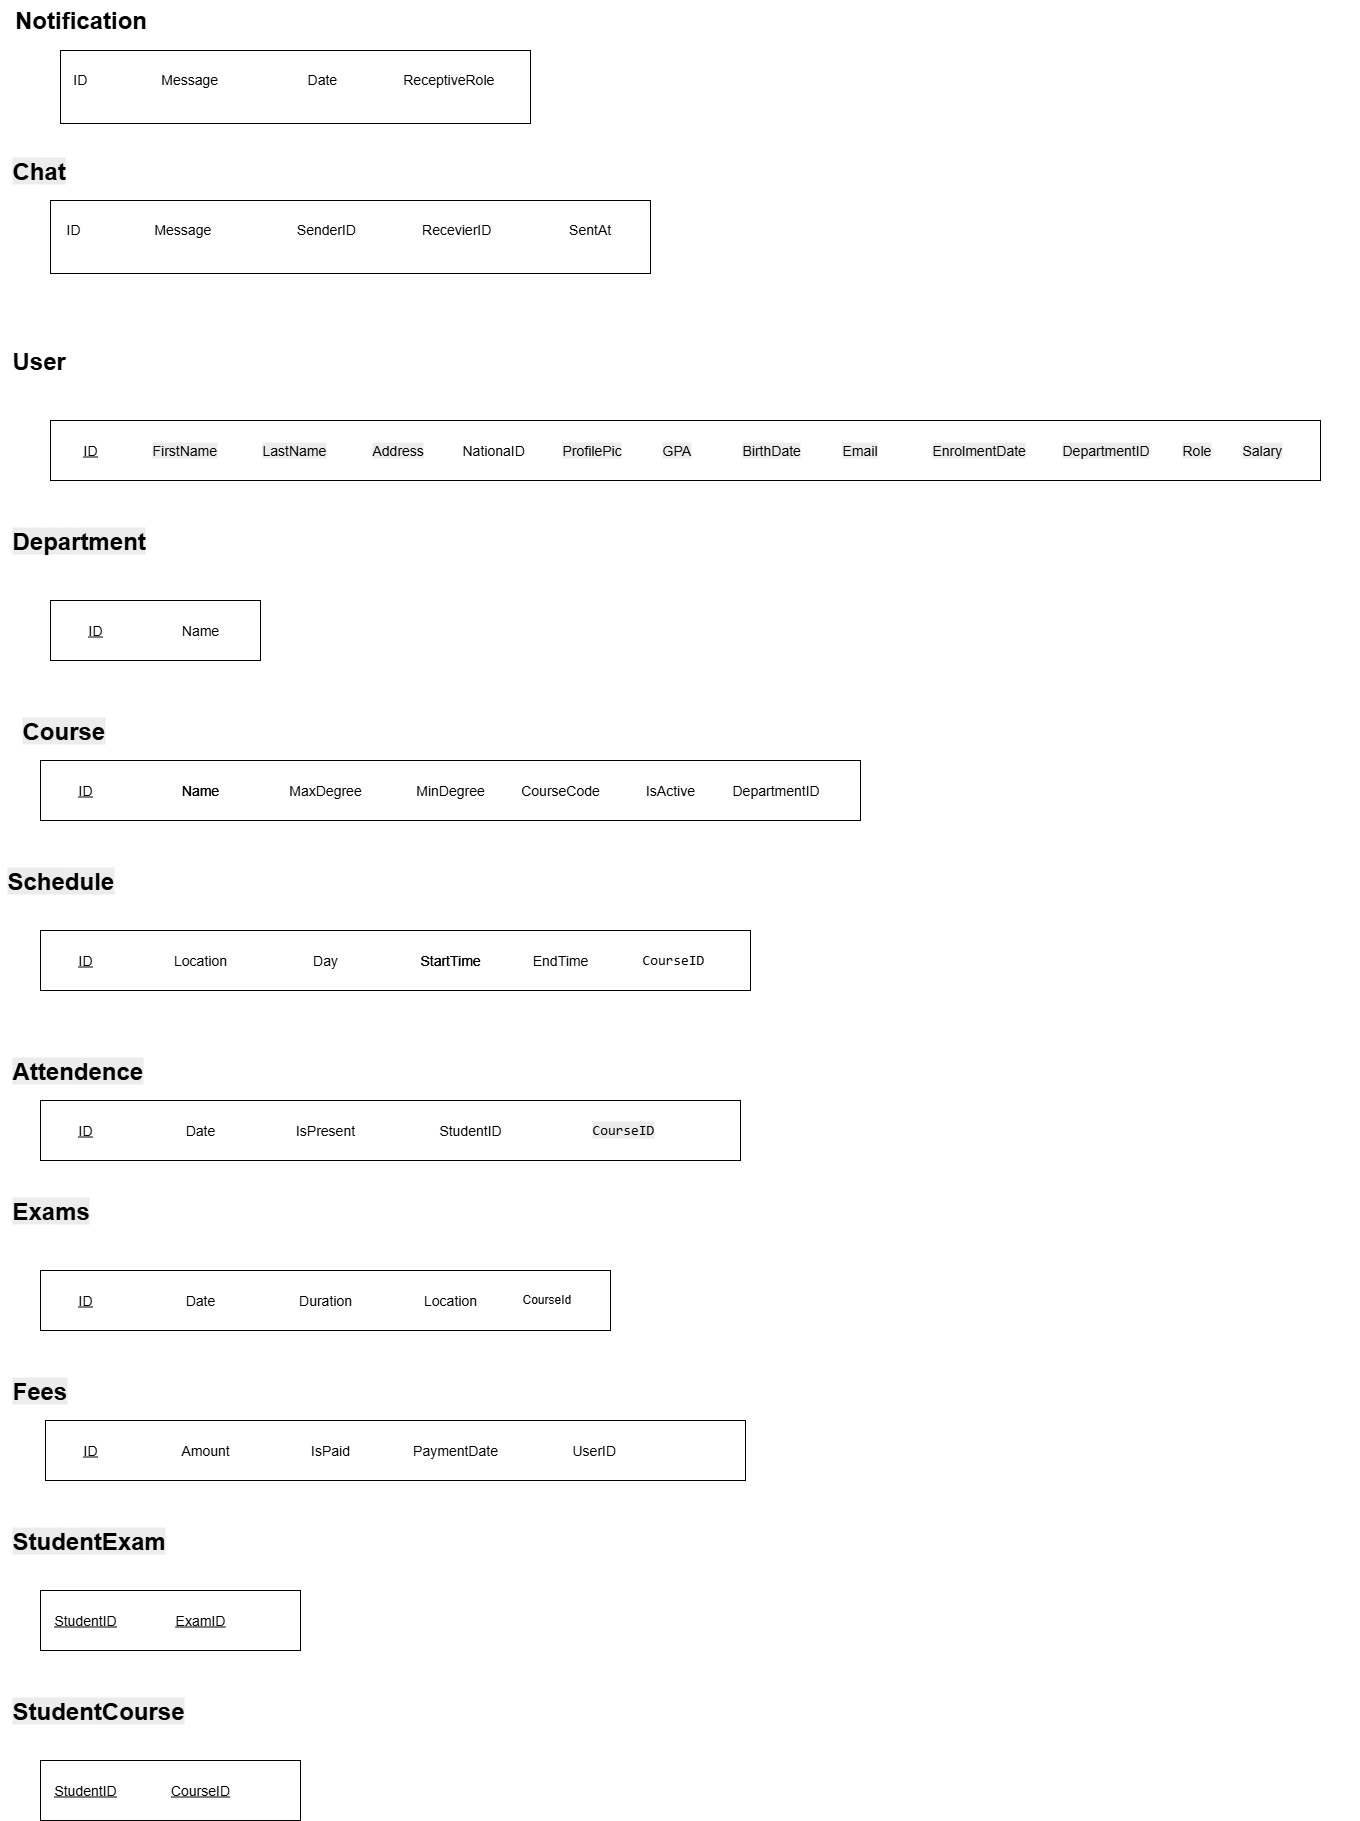 Notification
ID Message Date ReceptiveRole
Chat
ID Message SenderID RecevierID SentAt
User
ID FirstName LastName Address NationaID ProfilePic GPA BirthDate Email EnrolmentDate DepartmentID Role Salary
Department
ID Name
Course
ID Name MaxDegree MinDegree CourseCode IsActive DepartmentID
Schedule
ID Location Day StartTime EndTime CourseID
Attendence
ID Date IsPresent StudentID CourseID
Exams
ID Date Duration Location CourseId
Fees
ID Amount IsPaid PaymentDate UserID
StudentExam
StudentID ExamID
StudentCourse
StudentID CourseID